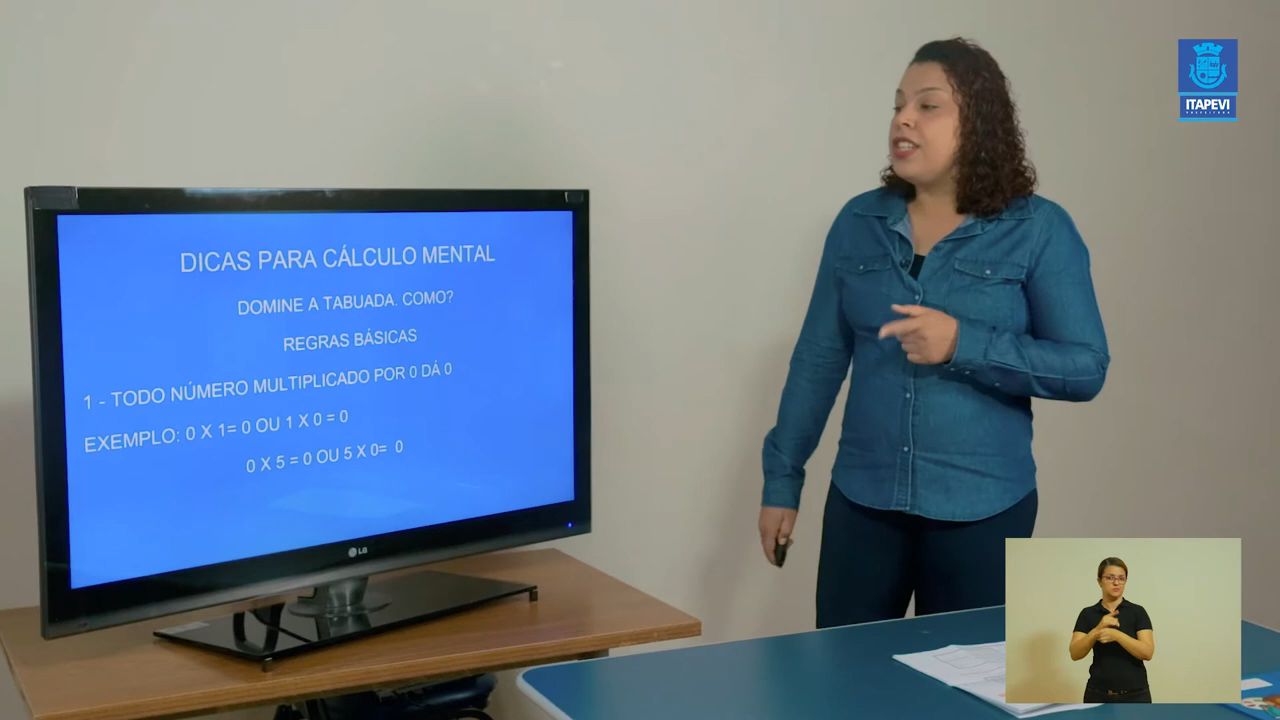 DICAS PARA CÁLCULO MENTAL
DOMINE A TABUADA. COMO?
REGRAS BÁSICAS
1 - TODO NÚMERO MULTIPLICADO POR 0 DÁ 0
EXEMPLO: 0 X 1= 0 OU 1 X 0 = 0
0 X 5 = 0 OU 5 X 0= 0
LG
ITAPEVI
PREFEITURA